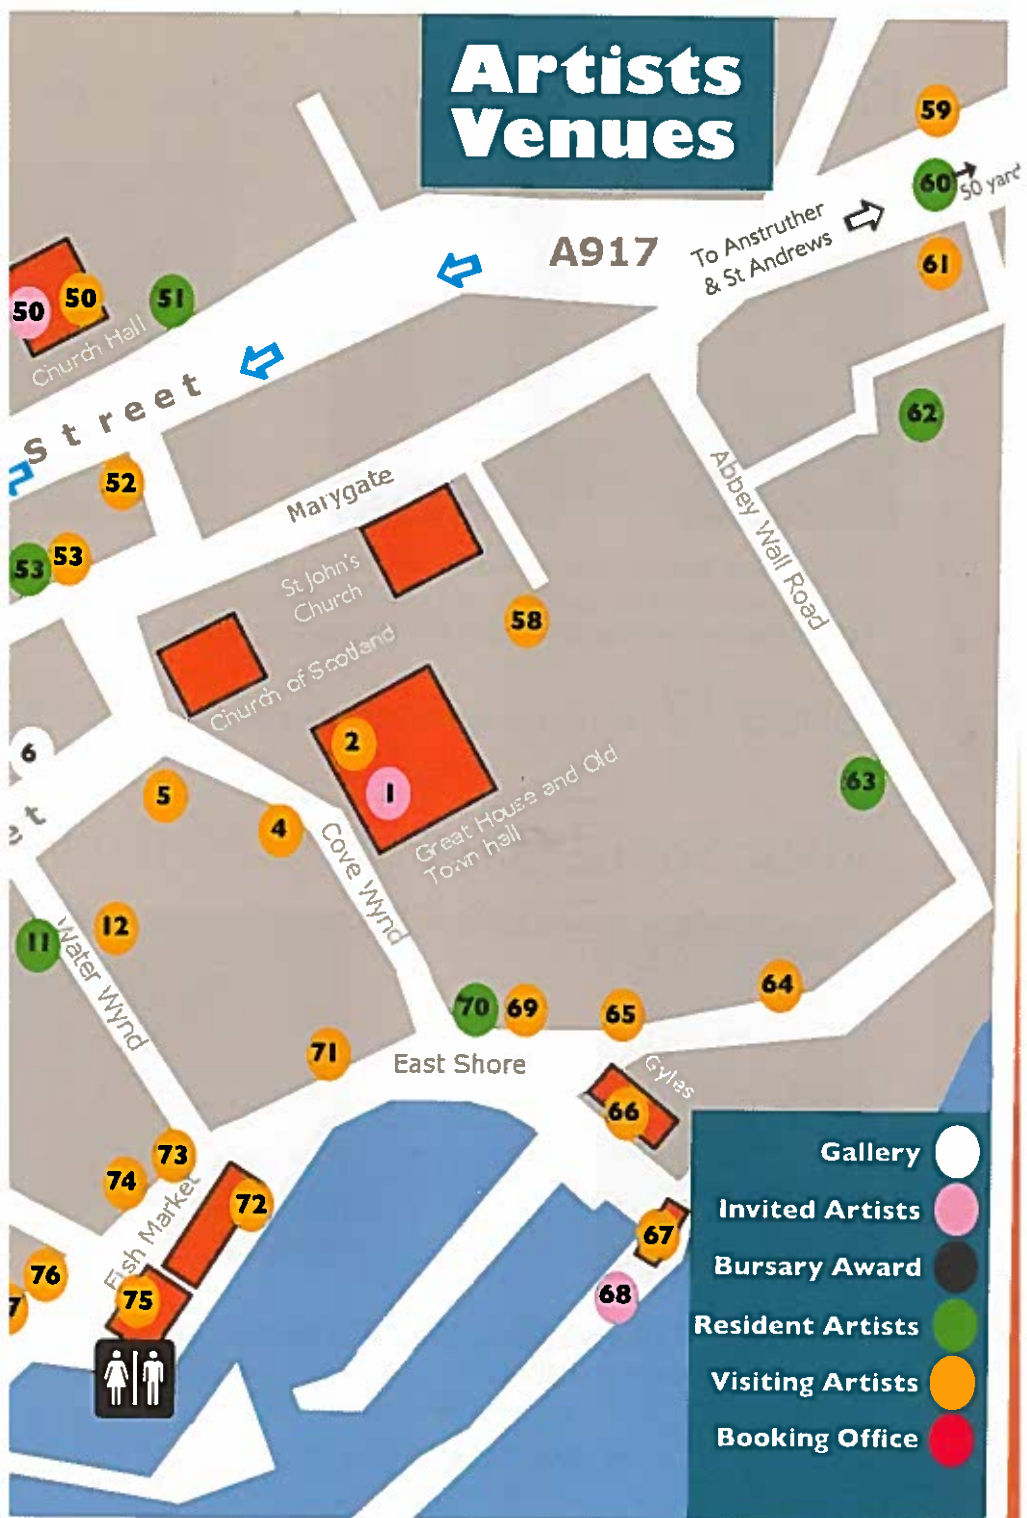 Artists
Venues
59
60
50 yard
To Anstruther
& St Andrews
A917
61
50
50
51
Church Hall
Street
62
52
Marygate
Abbey Wall Road
53
53
St John's
Church
58
Church of Scotland
6
2
1
63
5
4
Great House and Old
Town hall
et
Cove Wynd
12
11
Water Wynd
64
70
69
65
71
East Shore
Gyles
66
73
74
72
Fish Market
67
76
75
7
68
Gallery
Invited Artists
Bursary Award
Resident Artists
Visiting Artists
Booking Office